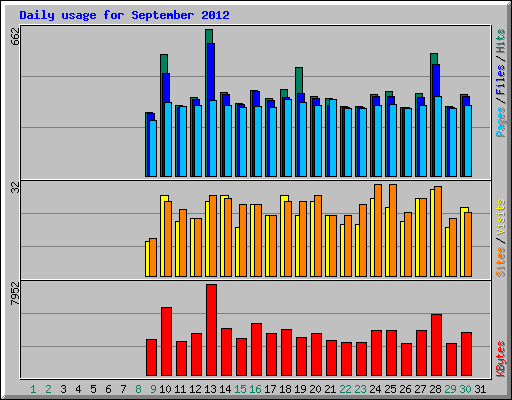 Daily usage for September 2012
662
Pages / Files / Hits
32
Sites / Visits
7952
KBytes
1 2 3 4 5 6 7 8 9 10 11 12 13 14 15 16 17 18 19 20 21 22 23 24 25 26 27 28 29 30 31